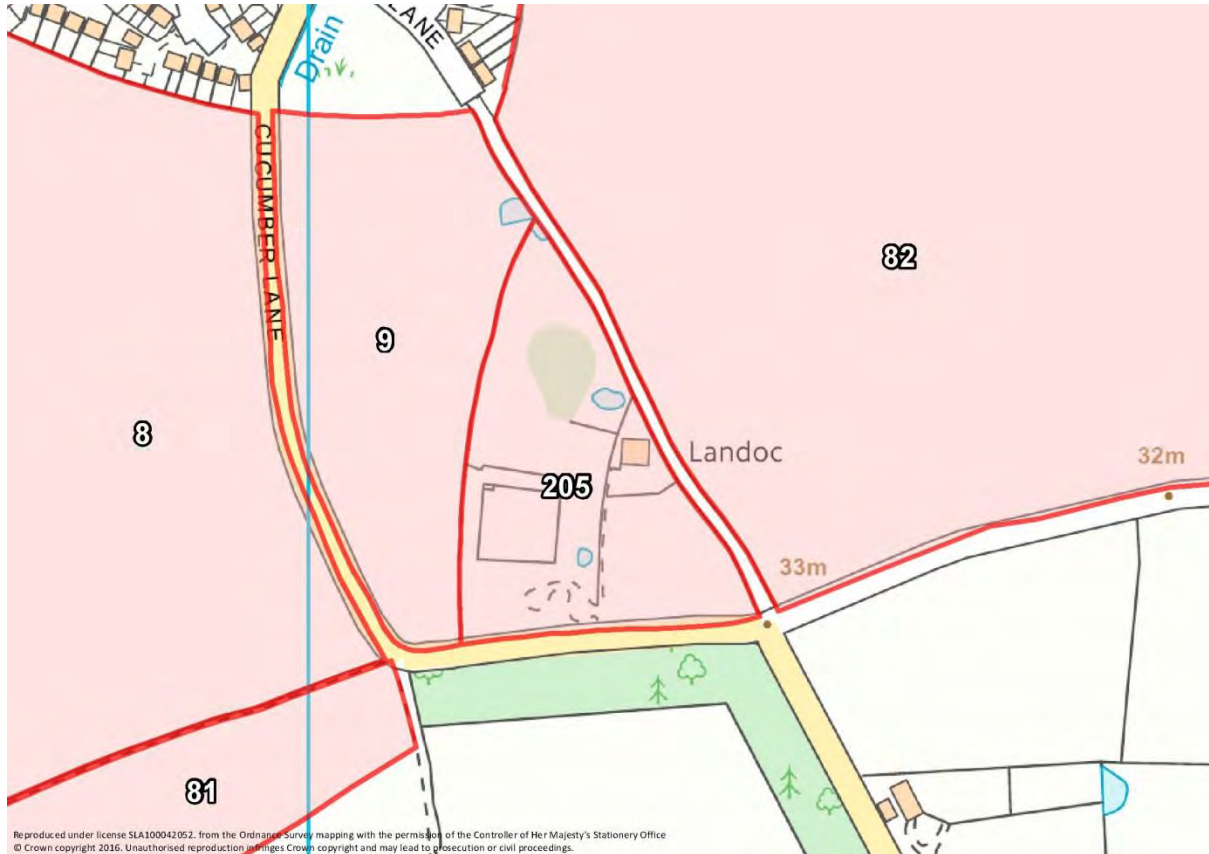 LANE
Drain
CUCUMBER LANE
82
9
8
Landoc
32m
205
33m
81
Reproduced under license SLA100042052. from the Ordnance Survey mapping with the permission of the Controller of Her Majesty's Stationery Office
© Crown copyright 2016. Unauthorised reproduction infringes Crown copyright and may lead to prosecution or civil proceedings.